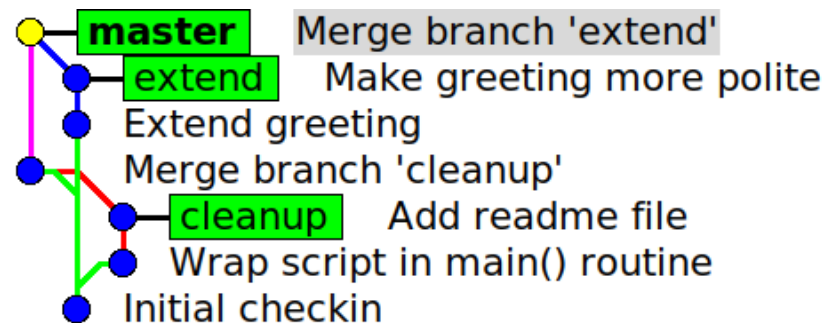 master Merge branch 'extend'
extend Make greeting more polite
Extend greeting
Merge branch 'cleanup'
cleanup Add readme file
Wrap script in main() routine
Initial checkin